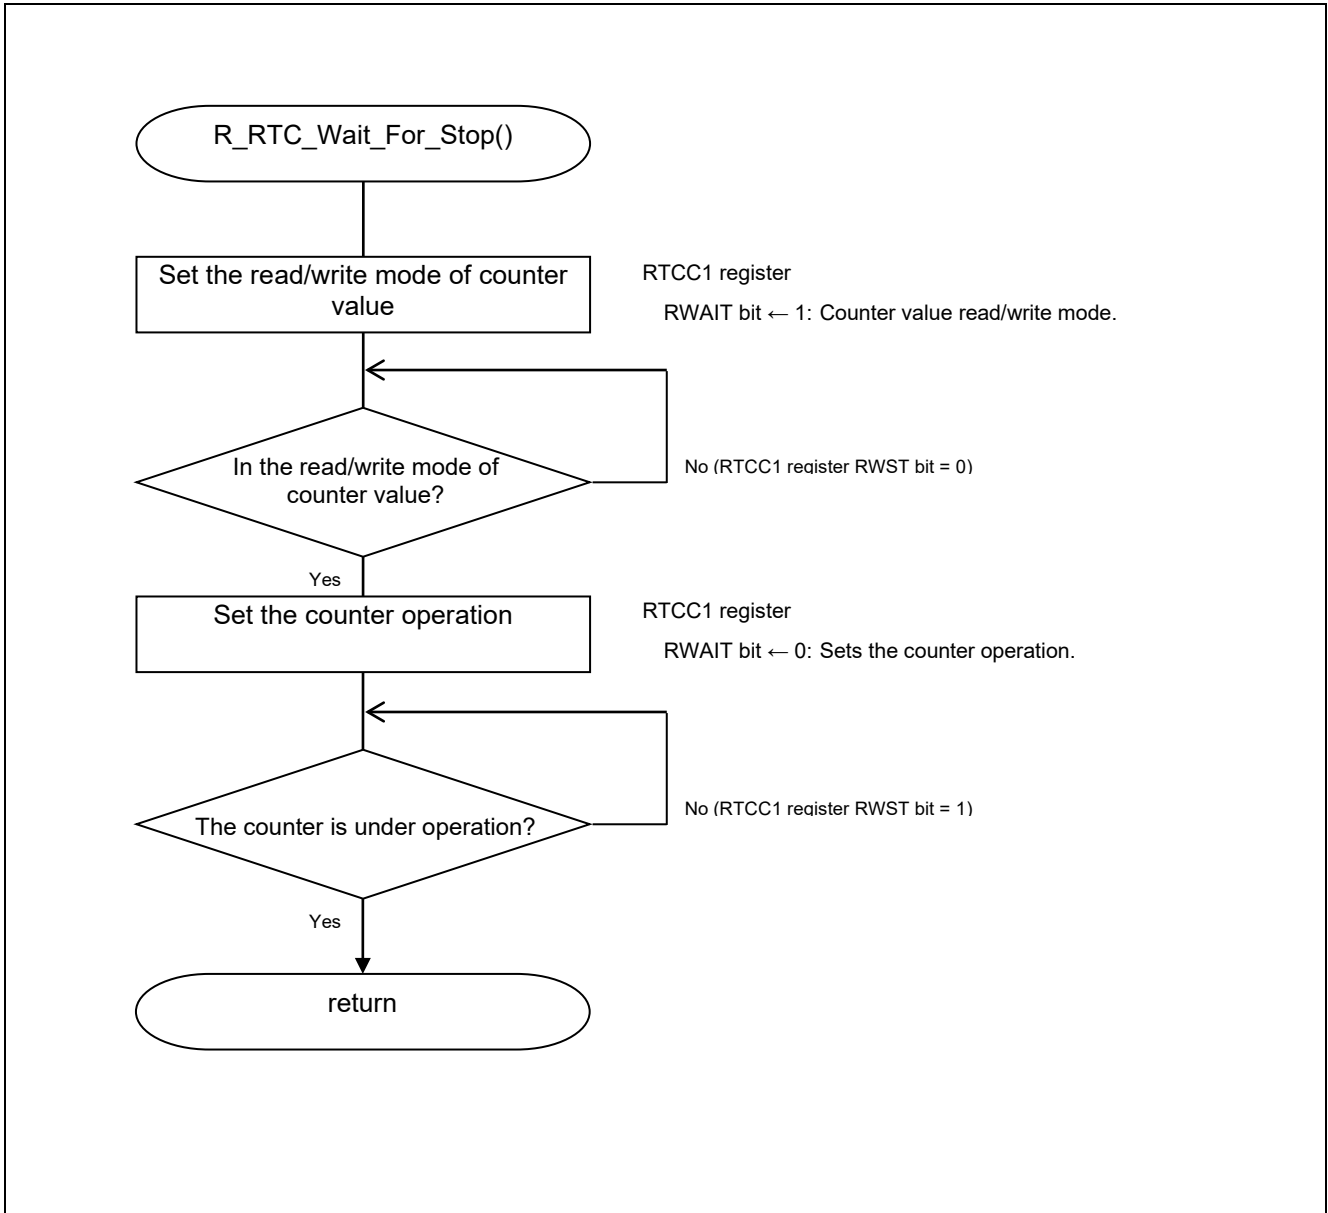 R_RTC_Wait_For_Stop()
Set the read/write mode of counter
value
RTCC1 register
RWAIT bit ← 1: Counter value read/write mode.
In the read/write mode of
counter value?
No (RTCC1 register RWST bit = 0)
Yes
Set the counter operation
RTCC1 register
RWAIT bit ← 0: Sets the counter operation.
The counter is under operation?
No (RTCC1 register RWST bit = 1)
Yes
return